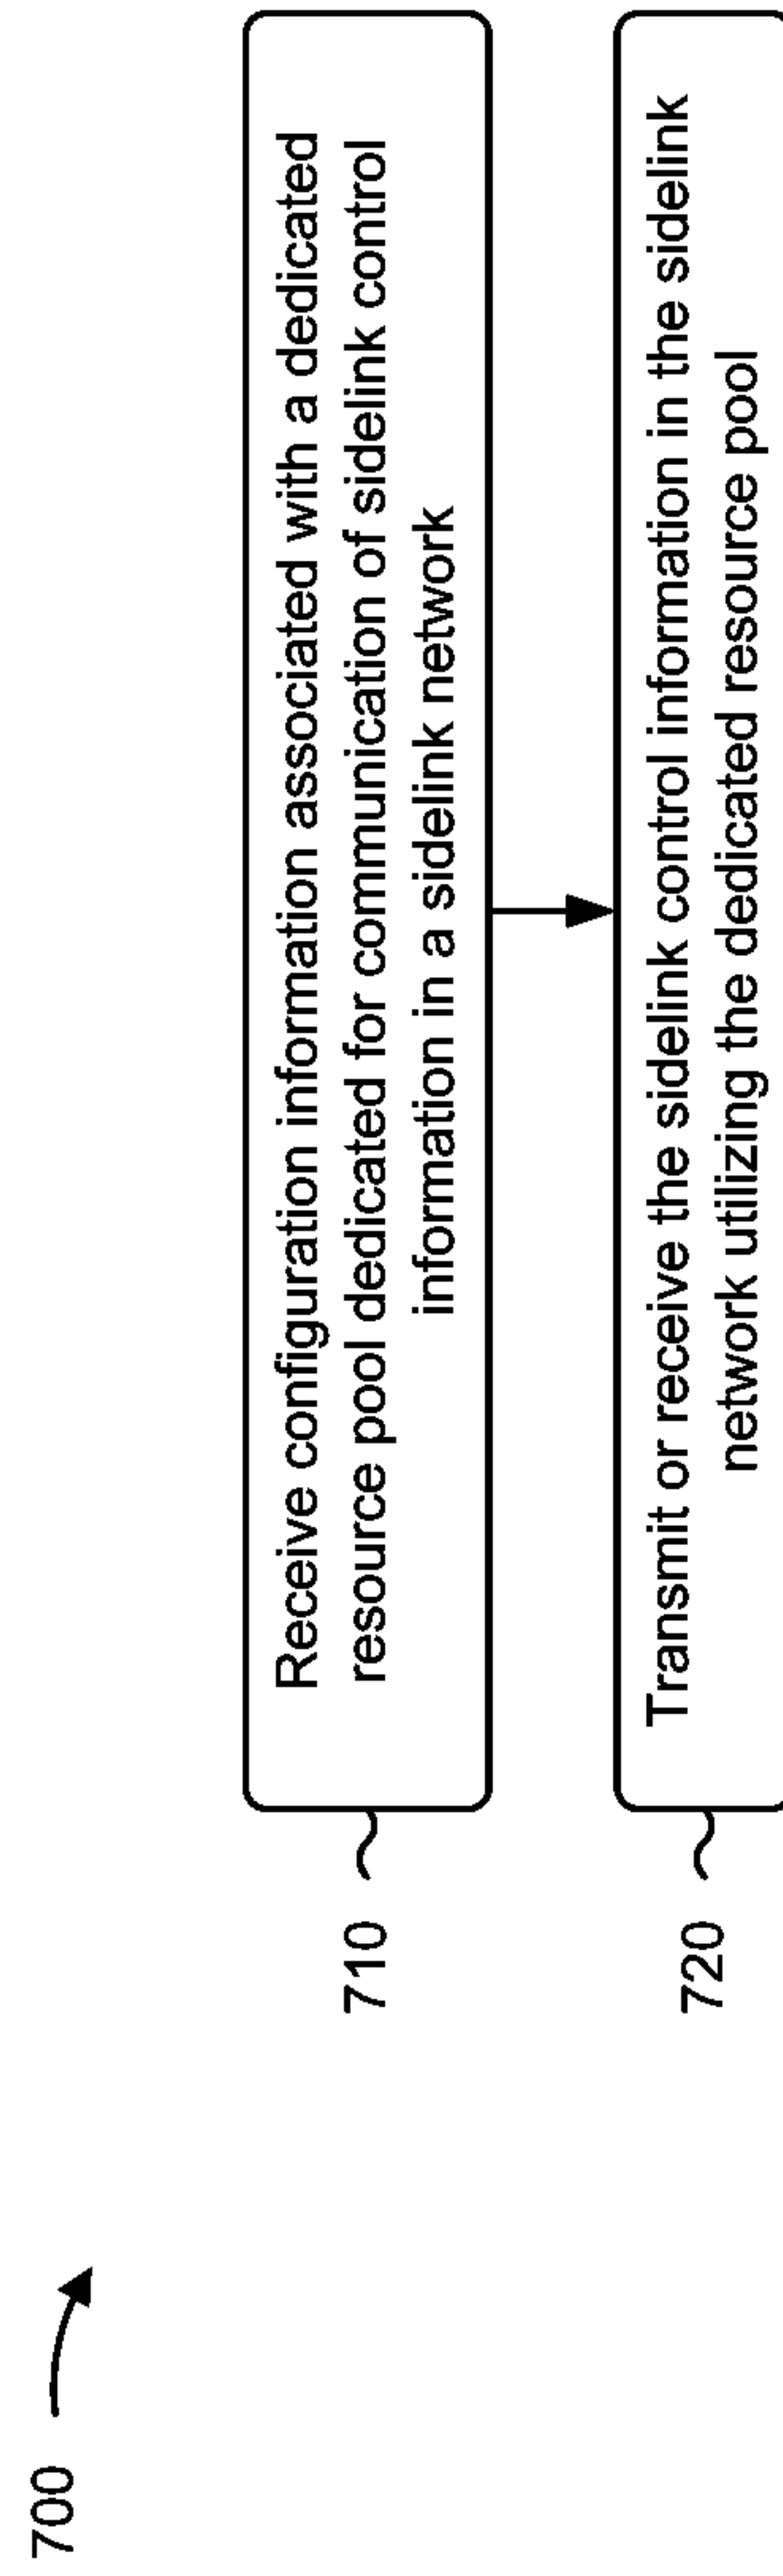 700
710
Receive configuration information associated with a dedicated
resource pool dedicated for communication of sidelink control
information in a sidelink network
720
Transmit or receive the sidelink control information in the sidelink
network utilizing the dedicated resource pool